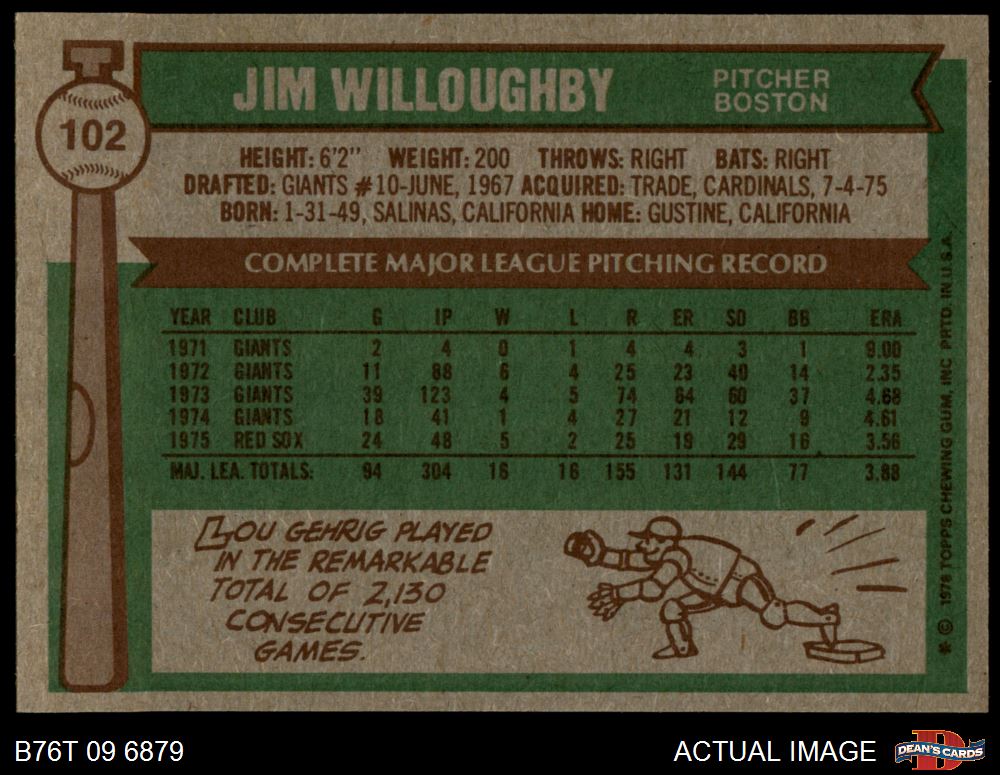 102
JIM WILLOUGHBY
PITCHER
BOSTON
HEIGHT: 6'2" WEIGHT: 200 THROWS: RIGHT BATS: RIGHT
DRAFTED: GIANTS #10-JUNE, 1967 ACQUIRED: TRADE, CARDINALS, 7-4-75
BORN: 1-31-49, SALINAS, CALIFORNIA HOME: GUSTINE, CALIFORNIA
COMPLETE MAJOR LEAGUE PITCHING RECORD
YEAR CLUB G IP W L R ER SO BB ERA
1971 GIANTS 2 4 0 1 4 4 3 1 9.00
1972 GIANTS 11 88 6 4 25 23 40 14 2.35
1973 GIANTS 39 123 4 5 74 64 60 37 4.68
1974 GIANTS 18 41 1 4 27 21 12 9 4.61
1975 RED SOX 24 48 5 2 25 19 29 16 3.56
MAJ. LEA. TOTALS: 94 304 16 16 155 131 144 77 3.88
LOU GEHRIG PLAYED
IN THE REMARKABLE
TOTAL OF 2,130
CONSECUTIVE
GAMES.
* © 1976 TOPPS CHEWING GUM, INC. PRTD. IN U.S.A.
B76T 09 6879
ACTUAL IMAGE
D
DEAN'S CARDS